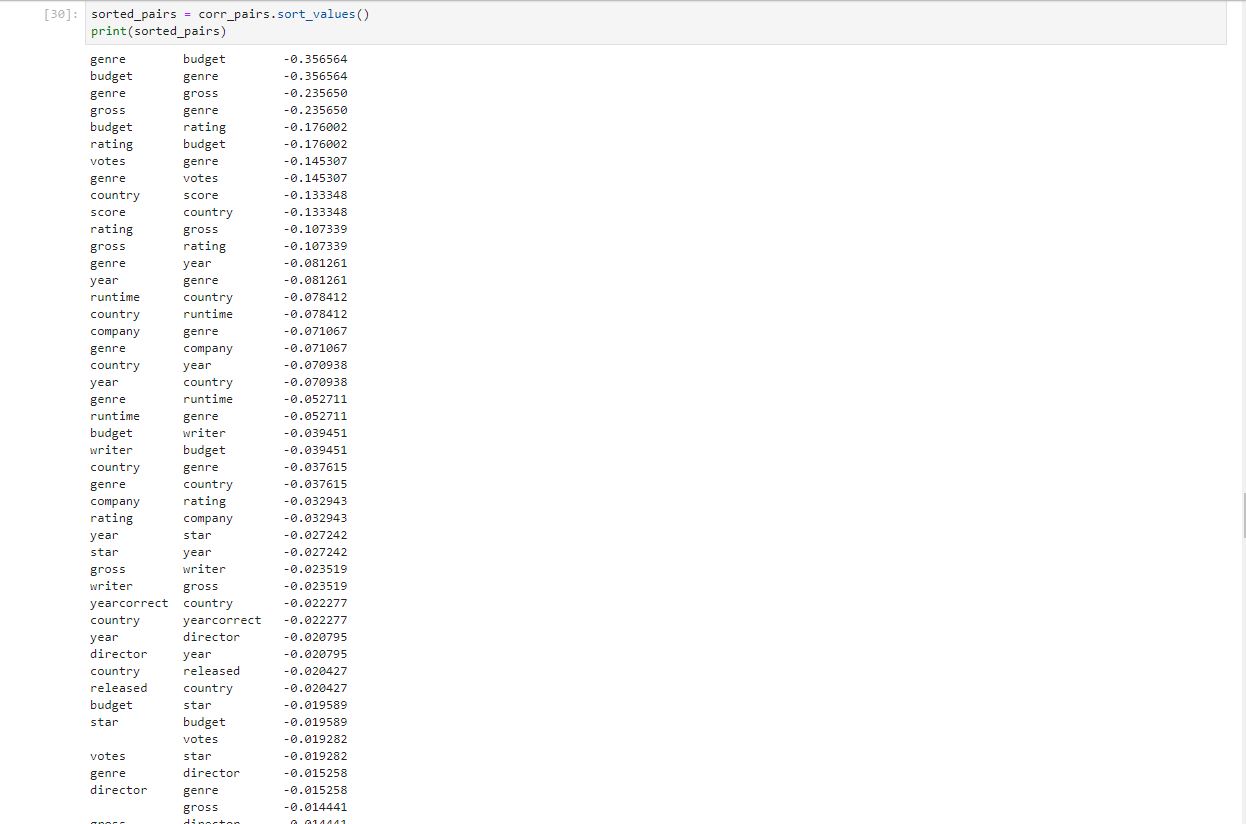 [30]: sorted_pairs = corr_pairs.sort_values()
print(sorted_pairs)
genre budget -0.356564
budget genre -0.356564
genre gross -0.235650
gross genre -0.235650
budget rating -0.176002
rating budget -0.176002
votes genre -0.145307
genre votes -0.145307
country score -0.133348
score country -0.133348
rating gross -0.107339
gross rating -0.107339
genre year -0.081261
year genre -0.081261
runtime country -0.078412
country runtime -0.078412
company genre -0.071067
genre company -0.071067
country year -0.070938
year country -0.070938
genre runtime -0.052711
runtime genre -0.052711
budget writer -0.039451
writer budget -0.039451
country genre -0.037615
genre country -0.037615
company rating -0.032943
rating company -0.032943
year star -0.027242
star year -0.027242
gross writer -0.023519
writer gross -0.023519
yearcorrect country -0.022277
country yearcorrect -0.022277
year director -0.020795
director year -0.020795
country released -0.020427
released country -0.020427
budget star -0.019589
star budget -0.019589
votes -0.019282
votes star -0.019282
genre director -0.015258
director genre -0.015258
gross -0.014441
gross director -0.014441